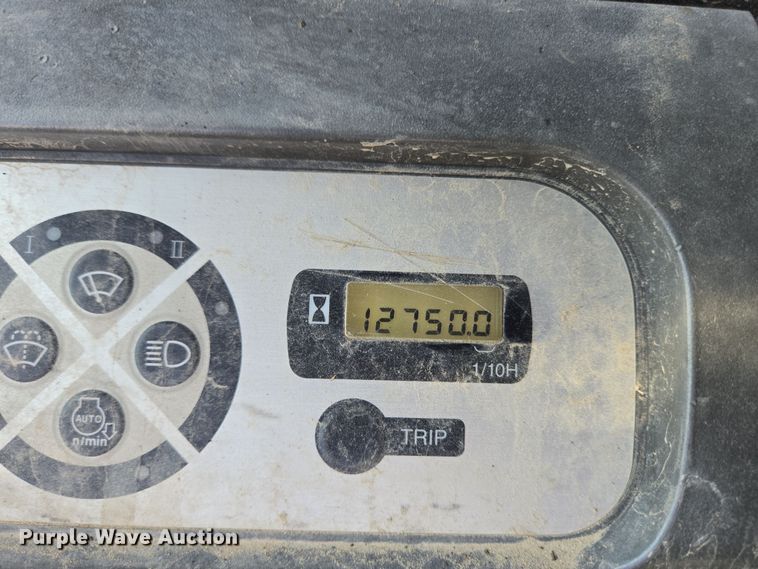 I II
12750.0
1/10H
AUTO
n/min
TRIP
Purple Wave Auction